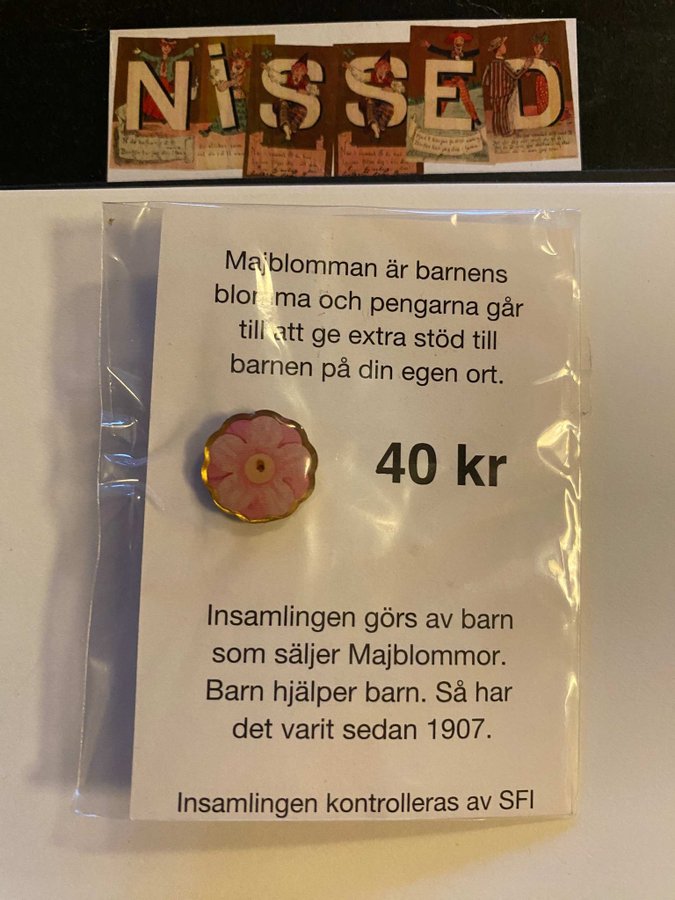 NiSSED
Majblomman är barnens
blomma och pengarna går
till att ge extra stöd till
barnen på din egen ort.
40 kr
Insamlingen görs av barn
som säljer Majblommor.
Barn hjälper barn. Så har
det varit sedan 1907.
Insamlingen kontrolleras av SFI